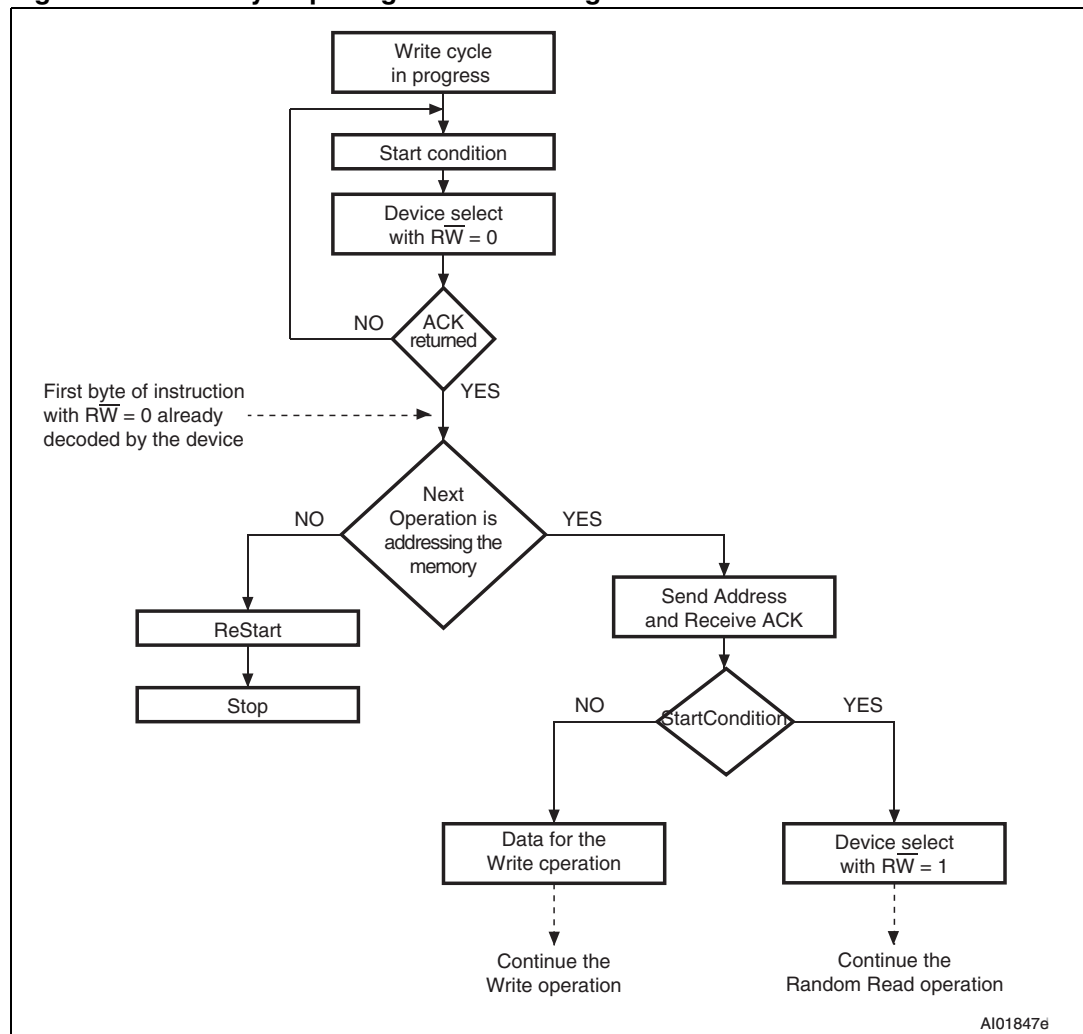 Write cycle
in progress
Start condition
Device select
with RW̅ = 0
NO
ACK
returned
YES
First byte of instruction
with RW̅ = 0 already
decoded by the device
NO
Next
Operation is
addressing the
memory
YES
Send Address
and Receive ACK
ReStart
Stop
NO
StartCondition
YES
Data for the
Write cperation
Device select
with RW̅ = 1
Continue the
Write operation
Continue the
Random Read operation
AI01847e